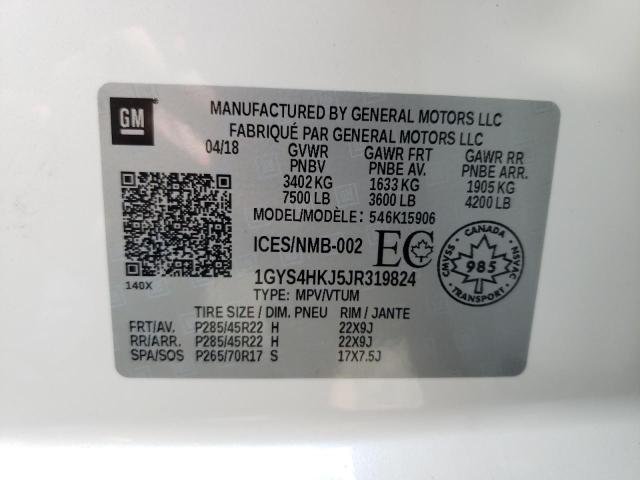 GM
MANUFACTURED BY GENERAL MOTORS LLC
FABRIQUÉ PAR GENERAL MOTORS LLC
04/18 GVWR GAWR FRT GAWR RR
PNBV PNBE AV. PNBE ARR.
3402 KG 1633 KG 1905 KG
7500 LB 3600 LB 4200 LB
MODEL/MODÈLE: 546K15906
ICES/NMB-002 EC
CANADA
CMVSS 985 NSVAC
TRANSPORT
1GYS4HKJ5JR319824
140X
TYPE: MPV/VTUM
TIRE SIZE / DIM. PNEU RIM / JANTE
FRT/AV. P285/45R22 H 22X9J
RR/ARR. P285/45R22 H 22X9J
SPA/SOS P265/70R17 S 17X7.5J